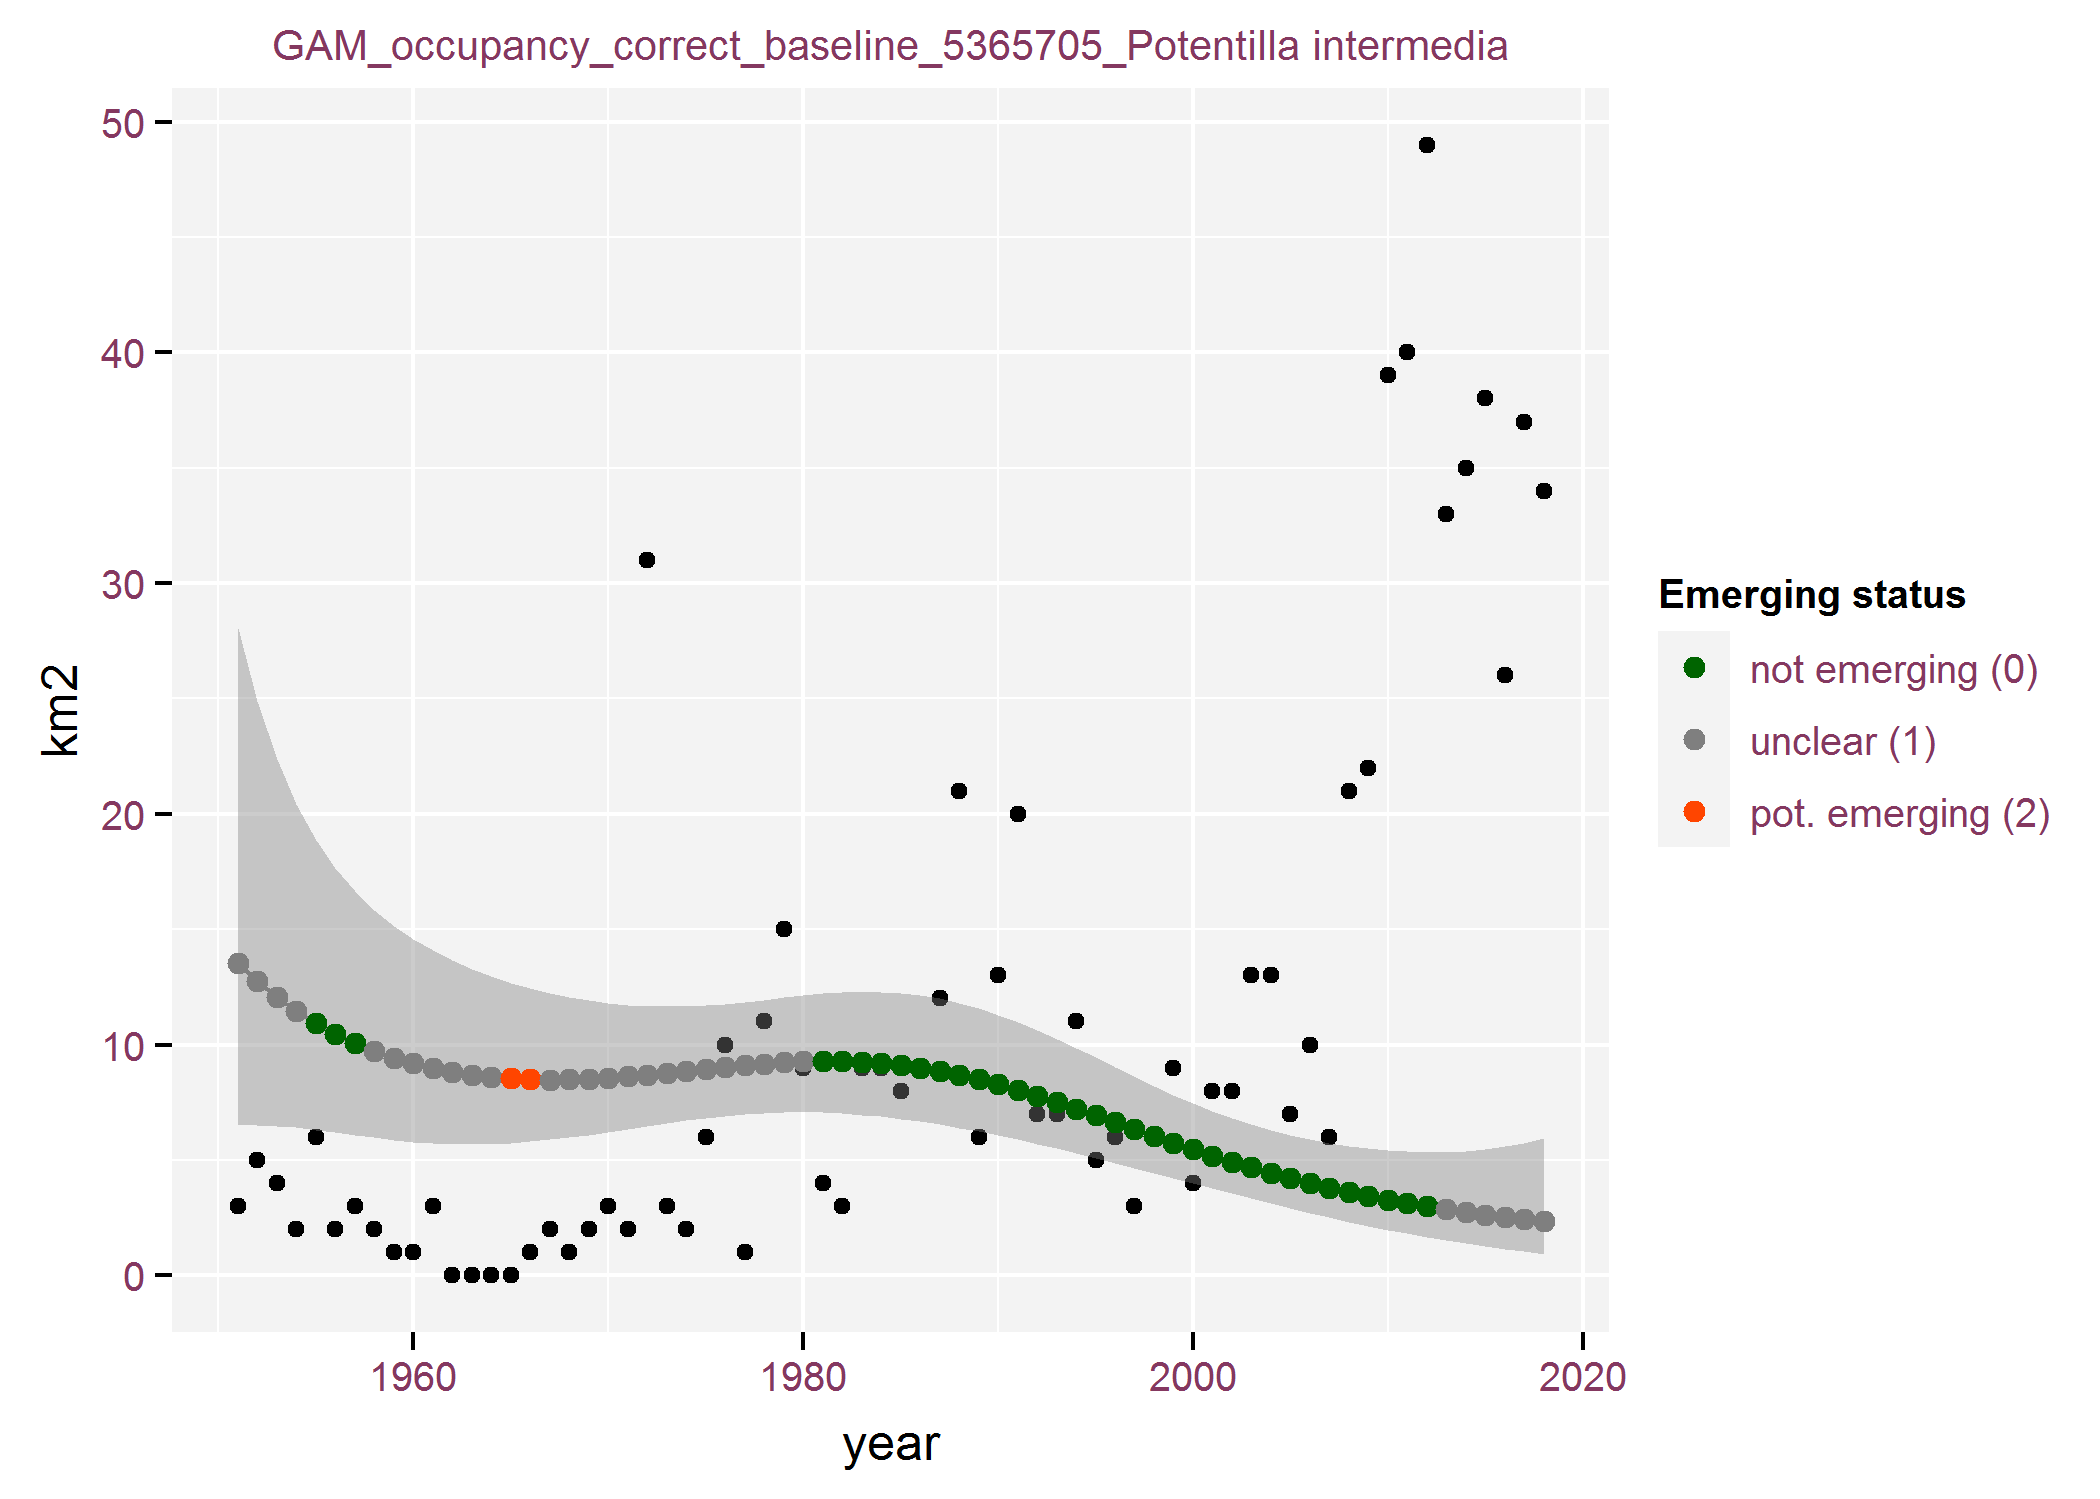 GAM_occupancy_correct_baseline_5365705_Potentilla intermedia
50
40
30
20
10
0
km2
1960 1980 2000 2020
year
Emerging status
not emerging (0)
unclear (1)
pot. emerging (2)